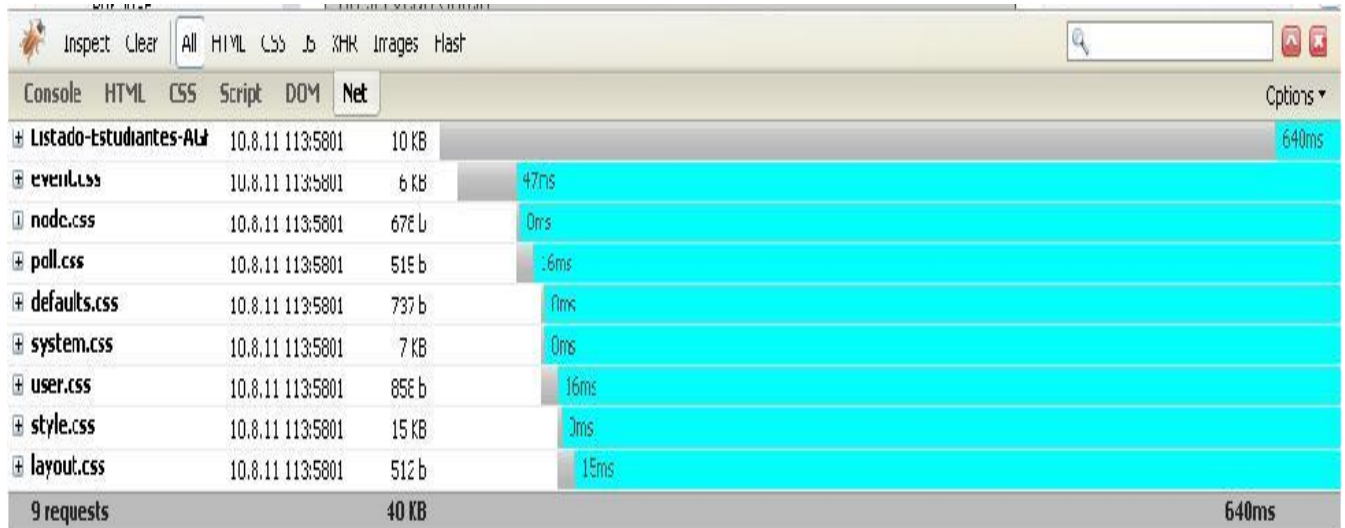 Inspect Clear All HTML CSS JS XHR Images Flash
Console HTML CSS Script DOM Net Options
Listado-Estudiantes- 10.8.11 113:5801 10 KB 640ms
event.css 10.8.11 113:5801 6 KB 47ms
node.css 10.8.11 113:5801 678 b 0ms
poll.css 10.8.11 113:5801 515 b 16ms
defaults.css 10.8.11 113:5801 737 b 0ms
system.css 10.8.11 113:5801 7 KB 0ms
user.css 10.8.11 113:5801 858 b 16ms
style.css 10.8.11 113:5801 15 KB 0ms
layout.css 10.8.11 113:5801 512 b 15ms
9 requests 40 KB 640ms